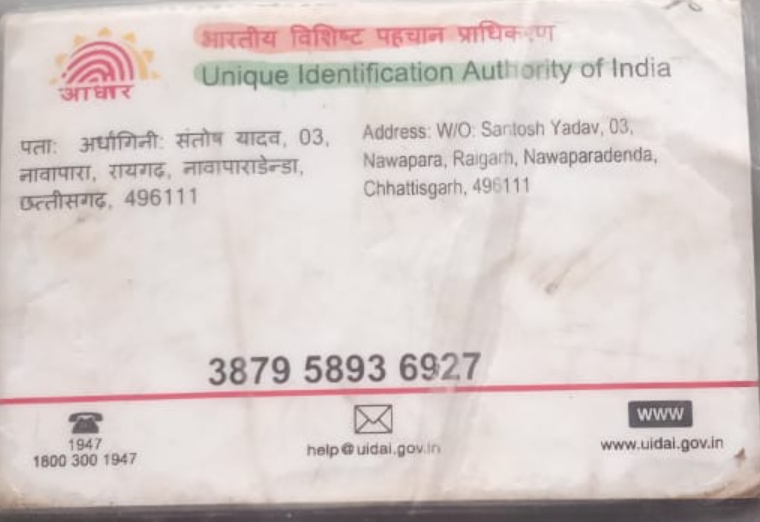 भारतीय विशिष्ट पहचान प्राधिकरण
Unique Identification Authority of India
आधार
पता: अर्धांगिनी: संतोष यादव, 03,
नावापारा, रायगढ़, नावापाराडेन्डा,
छत्तीसगढ़, 496111
Address: W/O: Santosh Yadav, 03,
Nawapara, Raigarh, Nawaparadenda,
Chhattisgarh, 496111
3879 5893 6927
1947
1800 300 1947
help@uidai.gov.in
WWW
www.uidai.gov.in